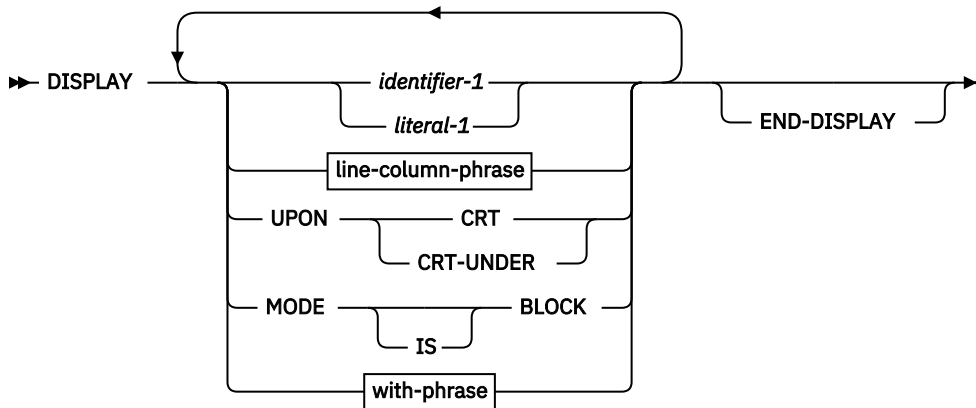 DISPLAY
identifier-1
literal-1
END-DISPLAY
line-column-phrase
UPON CRT
CRT-UNDER
MODE BLOCK
IS
with-phrase